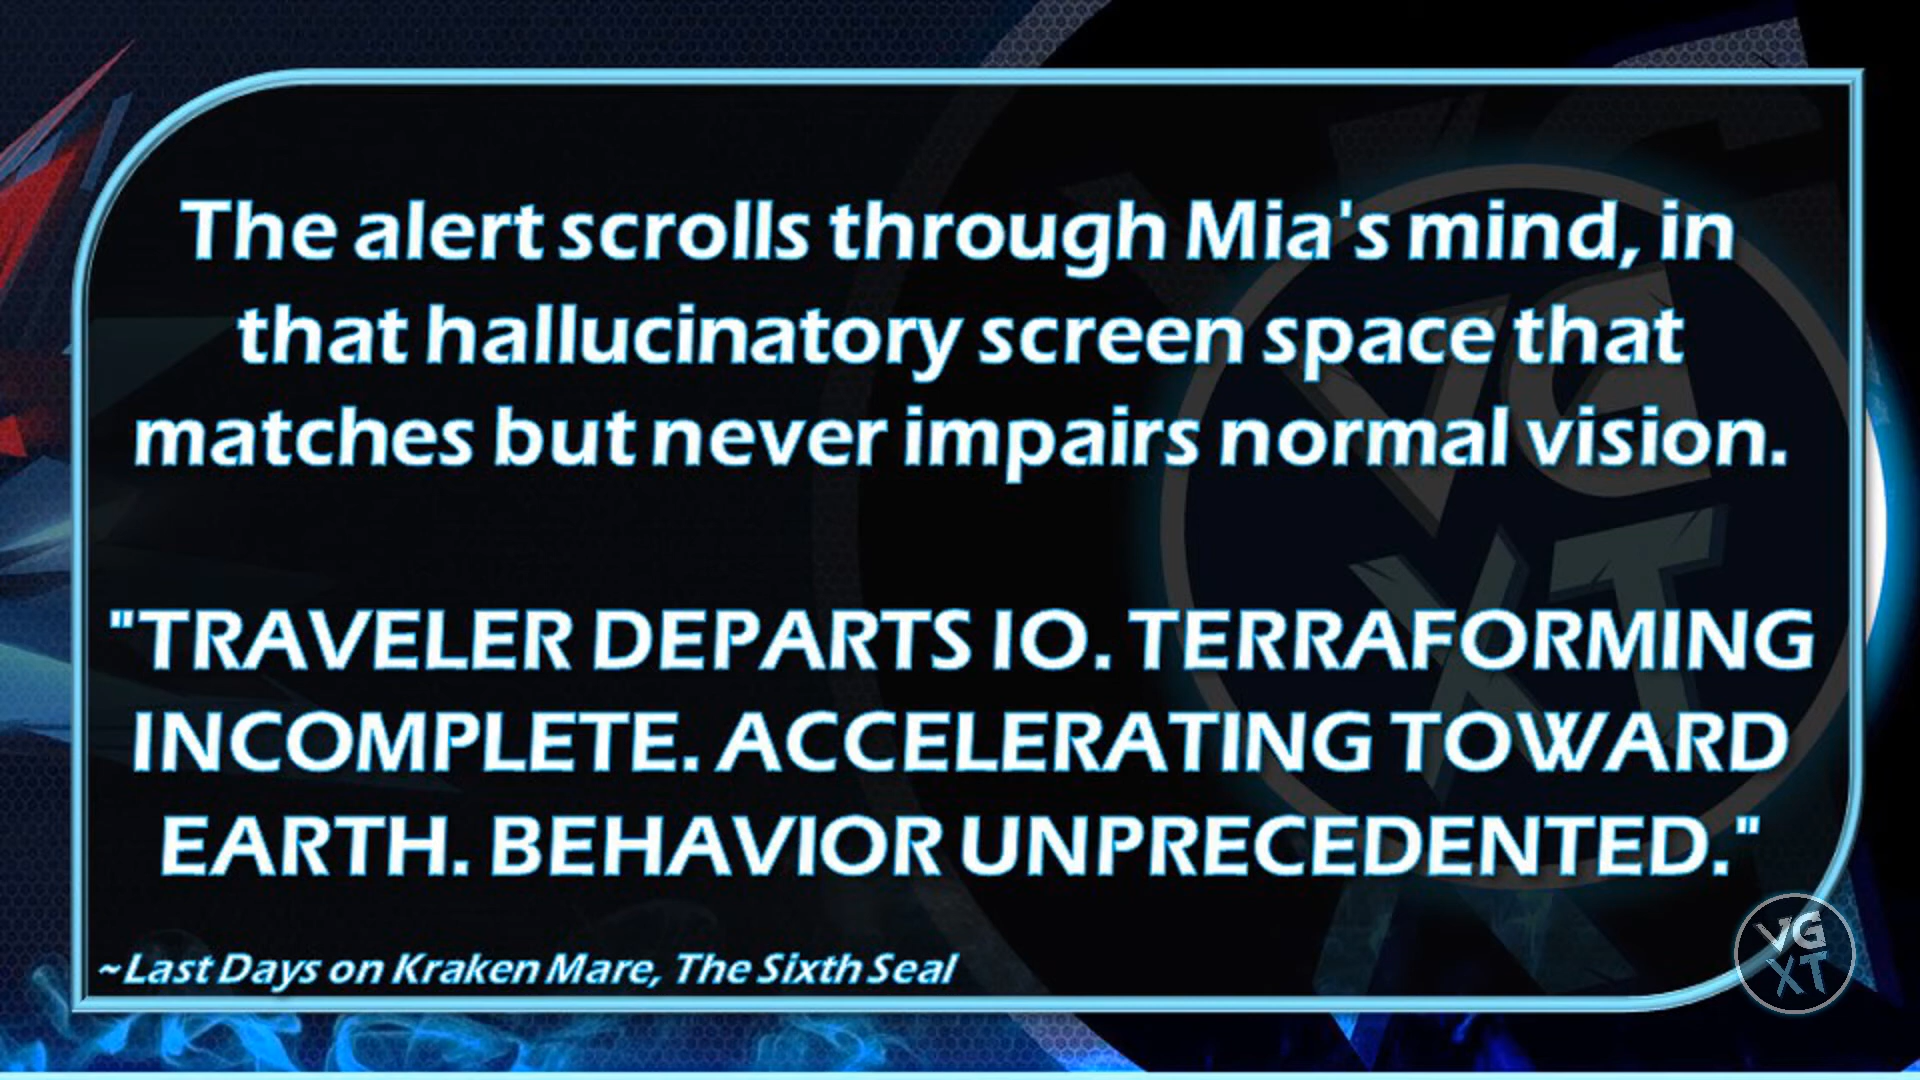 The alert scrolls through Mia's mind, in
that hallucinatory screen space that
matches but never impairs normal vision.
"TRAVELER DEPARTS IO. TERRAFORMING
INCOMPLETE. ACCELERATING TOWARD
EARTH. BEHAVIOR UNPRECEDENTED."
~Last Days on Kraken Mare, The Sixth Seal
VG
XT
VG
XT